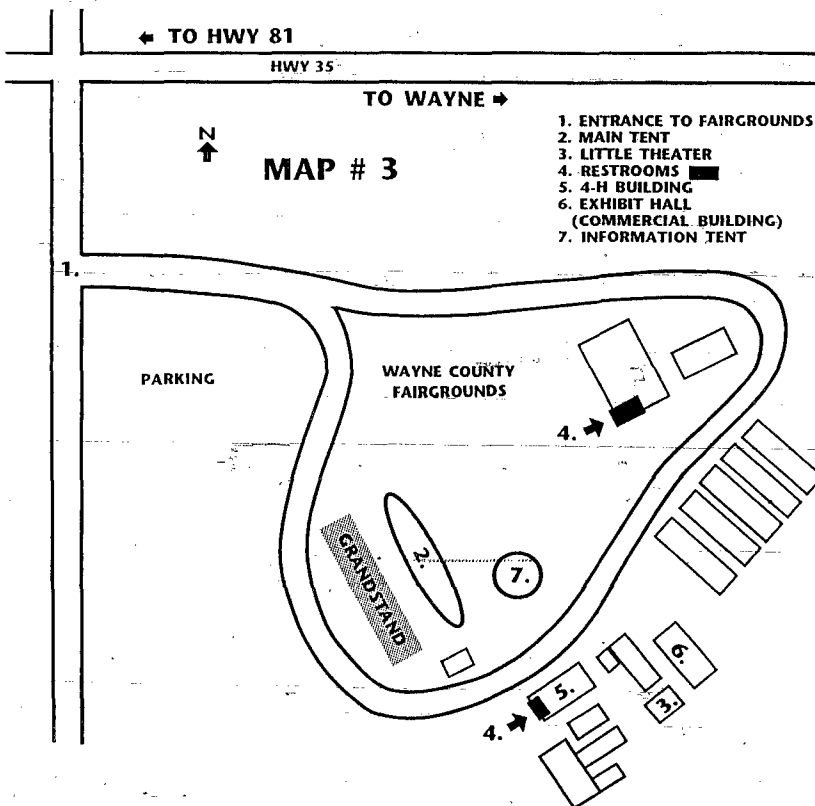 ← TO HWY 81
HWY 35
TO WAYNE →
N
MAP # 3
1. ENTRANCE TO FAIRGROUNDS
2. MAIN TENT
3. LITTLE THEATER
4. RESTROOMS
5. 4-H BUILDING
6. EXHIBIT HALL
(COMMERCIAL BUILDING)
7. INFORMATION TENT
1.
PARKING
WAYNE COUNTY
FAIRGROUNDS
4.
GRANDSTAND
2.
7.
6.
5.
3.
4.